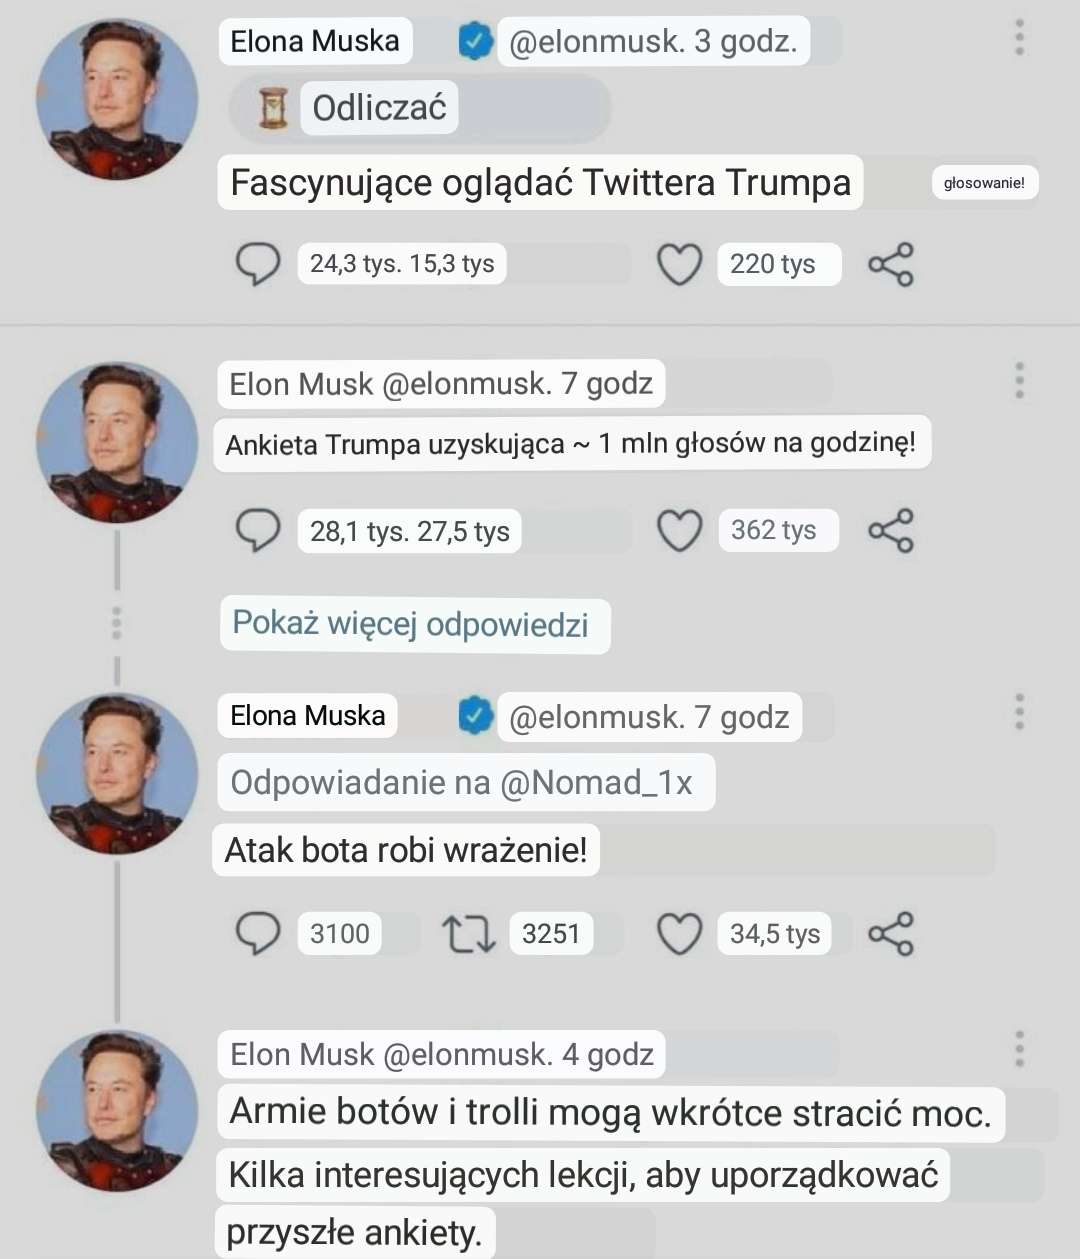 Elona Muska @elonmusk. 3 godz.
Odliczać
Fascynujące oglądać Twittera Trumpa głosowanie!
24,3 tys. 15,3 tys 220 tys
Elon Musk @elonmusk. 7 godz
Ankieta Trumpa uzyskująca ~ 1 mln głosów na godzinę!
28,1 tys. 27,5 tys 362 tys
Pokaż więcej odpowiedzi
Elona Muska @elonmusk. 7 godz
Odpowiadanie na @Nomad_1x
Atak bota robi wrażenie!
3100 3251 34,5 tys
Elon Musk @elonmusk. 4 godz
Armie botów i trolli mogą wkrótce stracić moc.
Kilka interesujących lekcji, aby uporządkować
przyszłe ankiety.